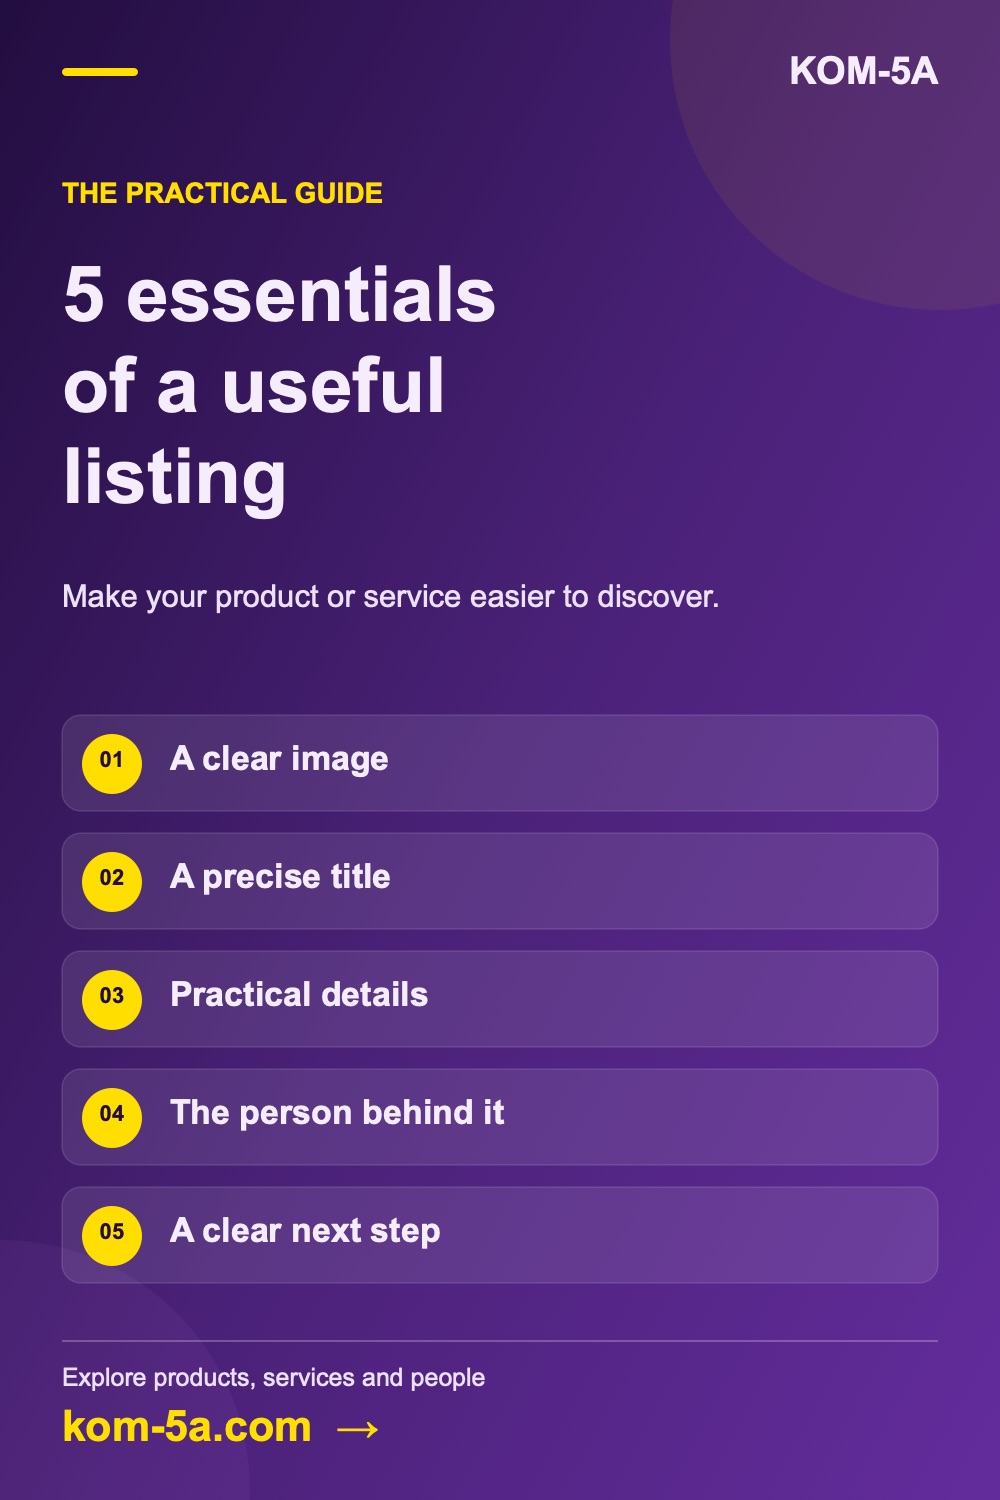 KOM-5A
THE PRACTICAL GUIDE
5 essentials
of a useful
listing
Make your product or service easier to discover.
01 A clear image
02 A precise title
03 Practical details
04 The person behind it
05 A clear next step
Explore products, services and people
kom-5a.com →